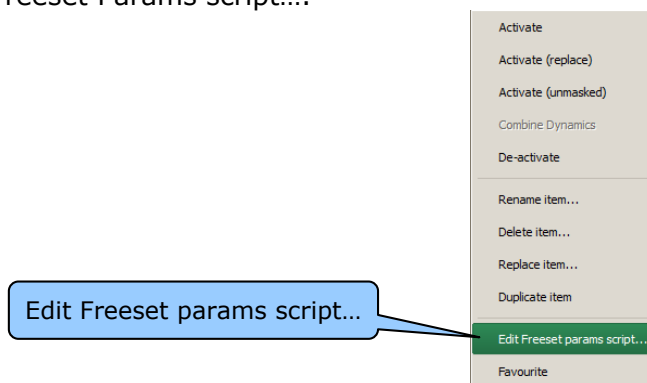 reeset Params script….
Activate
Activate (replace)
Activate (unmasked)
Combine Dynamics
De-activate
Rename item...
Delete item...
Replace item...
Duplicate item
Edit Freeset params script…
Edit Freeset params script...
Favourite